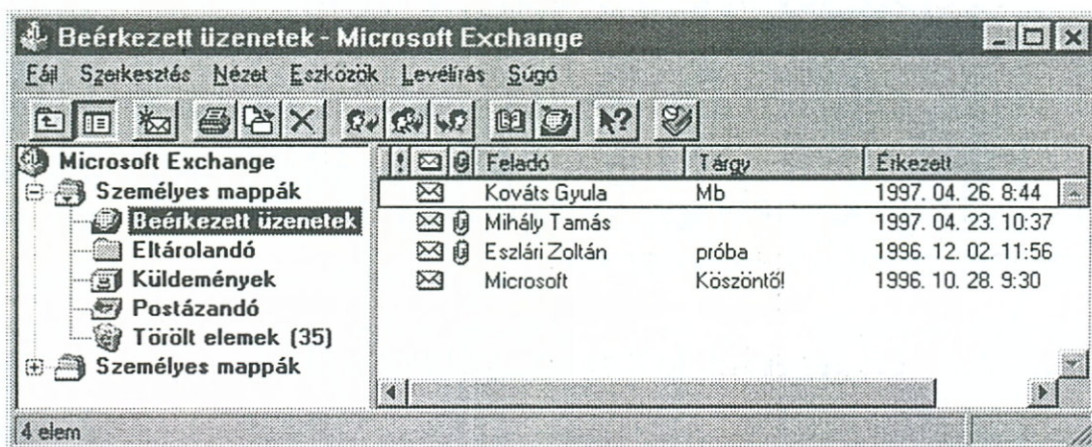 Beérkezett üzenetek - Microsoft Exchange
Fájl Szerkesztés Nézet Eszközök Levélírás Súgó
Microsoft Exchange
Személyes mappák
Beérkezett üzenetek
Eltárolandó
Küldemények
Postázandó
Törölt elemek (35)
Személyes mappák
! Feladó Tárgy Érkezett
Kováts Gyula Mb 1997. 04. 26. 8:44
Mihály Tamás 1997. 04. 23. 10:37
Eszlári Zoltán próba 1996. 12. 02. 11:56
Microsoft Köszöntő! 1996. 10. 28. 9:30
4 elem